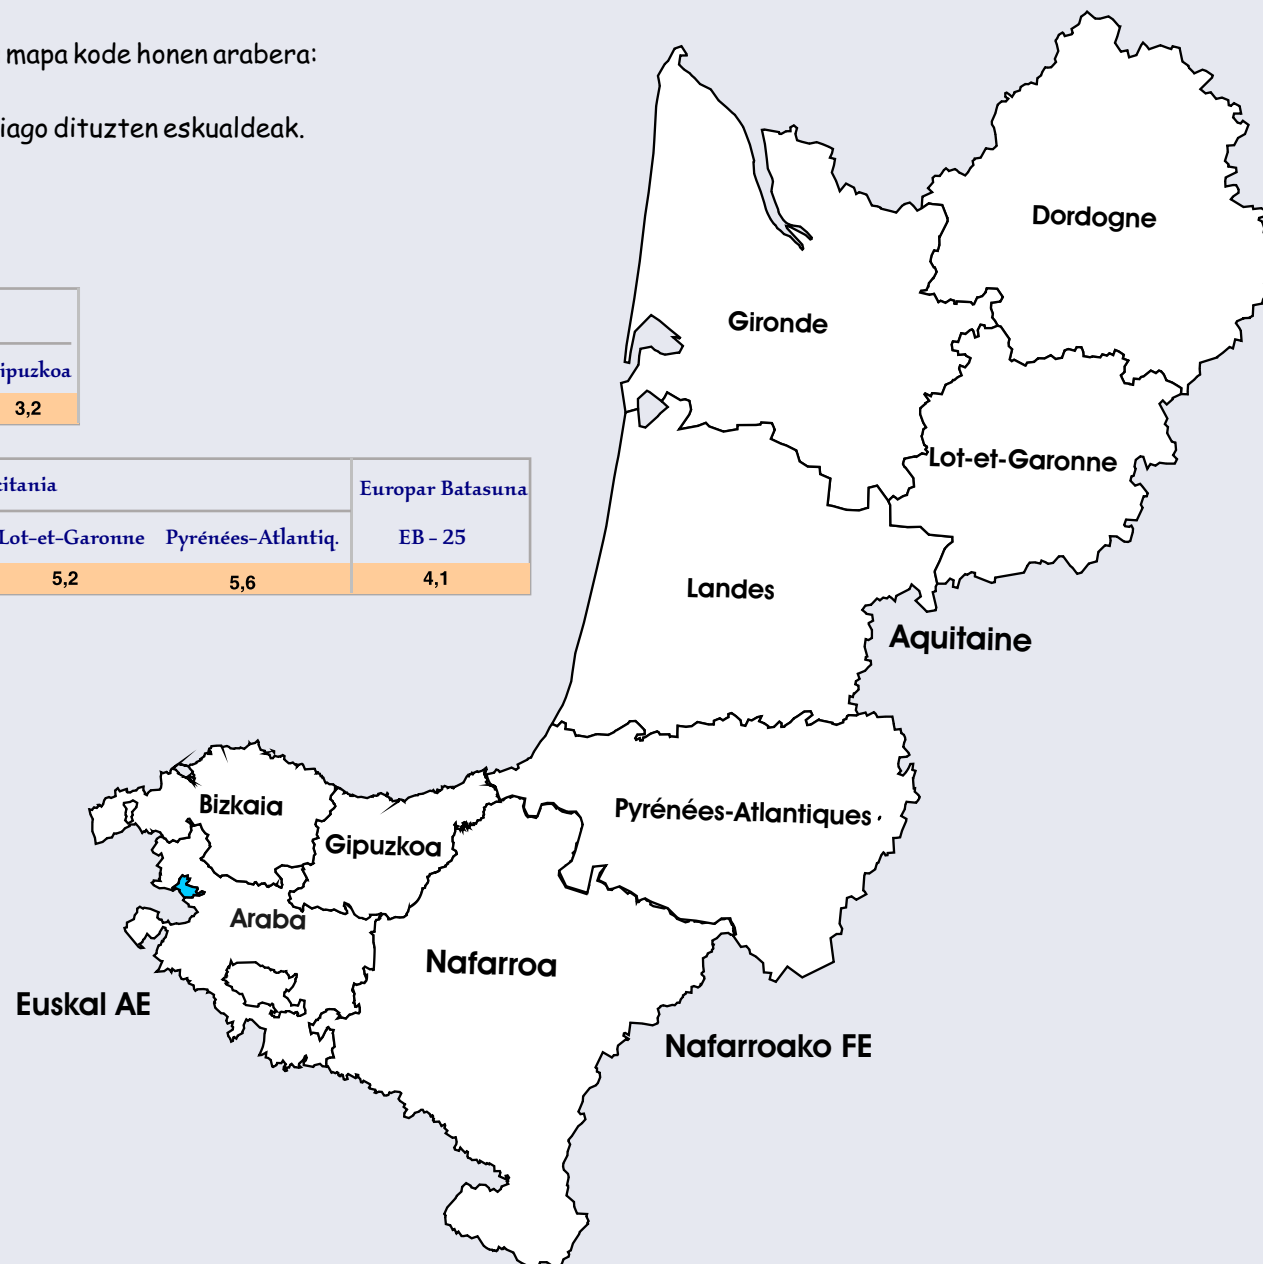 mapa kode honen arabera:
iago dituzten eskualdeak.
ipuzkoa
3,2
citania
Europar Batasuna
Lot-et-Garonne Pyrénées-Atlantiq. EB - 25
5,2 5,6 4,1
Dordogne
Gironde
Lot-et-Garonne
Landes
Aquitaine
Bizkaia
Pyrénées-Atlantiques
Gipuzkoa
Araba
Nafarroa
Euskal AE
Nafarroako FE